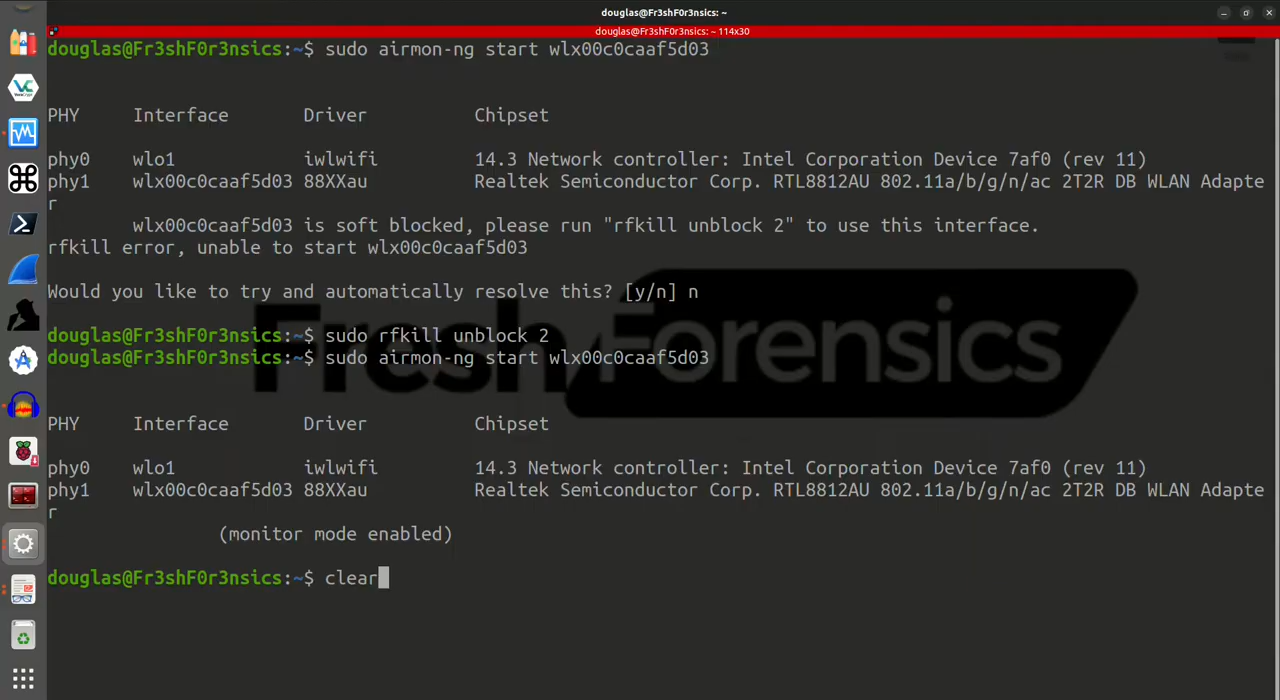 douglas@Fr3shF0r3nsics: ~
douglas@Fr3shF0r3nsics: ~ 114x30
douglas@Fr3shF0r3nsics:~$ sudo airmon-ng start wlx00c0caaf5d03
PHY Interface Driver Chipset
phy0 wlo1 iwlwifi 14.3 Network controller: Intel Corporation Device 7af0 (rev 11)
phy1 wlx00c0caaf5d03 88XXau Realtek Semiconductor Corp. RTL8812AU 802.11a/b/g/n/ac 2T2R DB WLAN Adapte
r
wlx00c0caaf5d03 is soft blocked, please run "rfkill unblock 2" to use this interface.
rfkill error, unable to start wlx00c0caaf5d03
Would you like to try and automatically resolve this? [y/n] n
douglas@Fr3shF0r3nsics:~$ sudo rfkill unblock 2
douglas@Fr3shF0r3nsics:~$ sudo airmon-ng start wlx00c0caaf5d03
Fresh Forensics
PHY Interface Driver Chipset
phy0 wlo1 iwlwifi 14.3 Network controller: Intel Corporation Device 7af0 (rev 11)
phy1 wlx00c0caaf5d03 88XXau Realtek Semiconductor Corp. RTL8812AU 802.11a/b/g/n/ac 2T2R DB WLAN Adapte
r
(monitor mode enabled)
douglas@Fr3shF0r3nsics:~$ clear